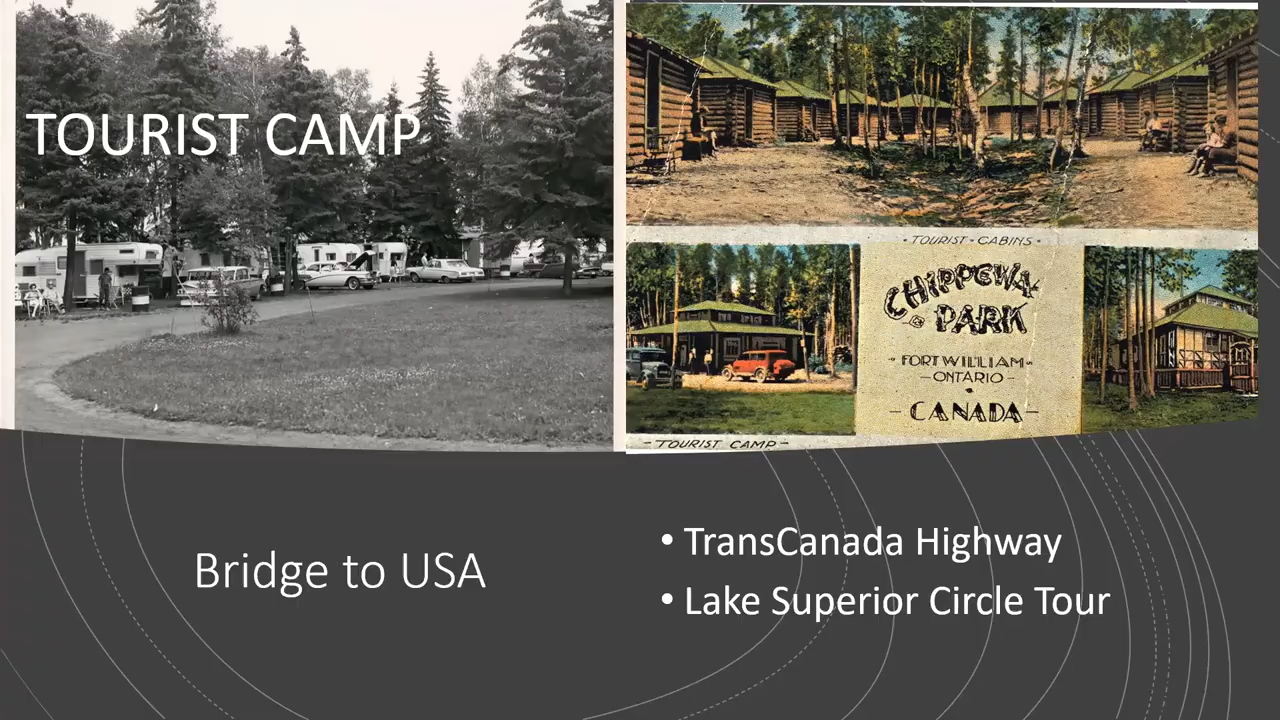 TOURIST CAMP
· TOURIST · CABINS ·
CHIPPEWA
PARK
· FORT WILLIAM ·
– ONTARIO –
– CANADA –
– TOURIST CAMP –
Bridge to USA
• TransCanada Highway
• Lake Superior Circle Tour